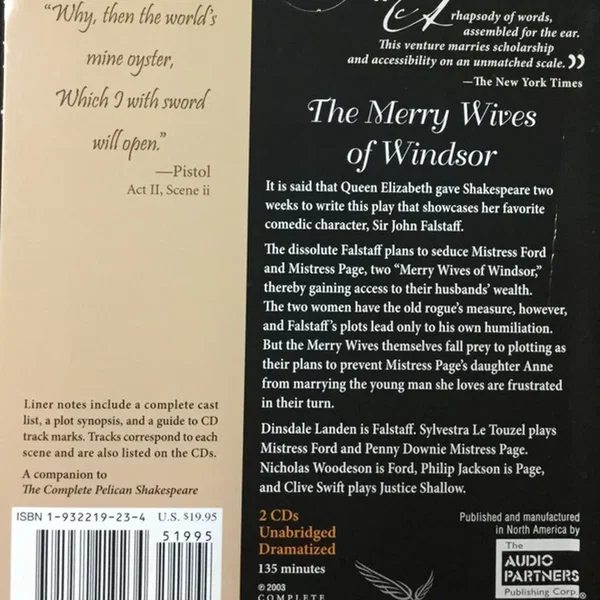 "Why, then the world's
mine oyster,
Which I with sword
will open."
—Pistol
Act II, Scene ii
Liner notes include a complete cast
list, a plot synopsis, and a guide to CD
track marks. Tracks correspond to each
scene and are also listed on the CDs.
A companion to
The Complete Pelican Shakespeare
ISBN 1-932219-23-4 U.S. $19.95
51995
“A rhapsody of words,
assembled for the ear.
This venture marries scholarship
and accessibility on an unmatched scale.”
—The New York Times
The Merry Wives
of Windsor
It is said that Queen Elizabeth gave Shakespeare two
weeks to write this play that showcases her favorite
comedic character, Sir John Falstaff.
The dissolute Falstaff plans to seduce Mistress Ford
and Mistress Page, two “Merry Wives of Windsor,”
thereby gaining access to their husbands’ wealth.
The two women have the old rogue’s measure, however,
and Falstaff’s plots lead only to his own humiliation.
But the Merry Wives themselves fall prey to plotting as
their plans to prevent Mistress Page’s daughter Anne
from marrying the young man she loves are frustrated
in their turn.
Dinsdale Landen is Falstaff. Sylvestra Le Touzel plays
Mistress Ford and Penny Downie Mistress Page.
Nicholas Woodeson is Ford, Philip Jackson is Page,
and Clive Swift plays Justice Shallow.
2 CDs
Unabridged
Dramatized
135 minutes
℗ 2003
COMPLETE
Published and manufactured
in North America by
The
AUDIO
PARTNERS
Publishing Corp.®